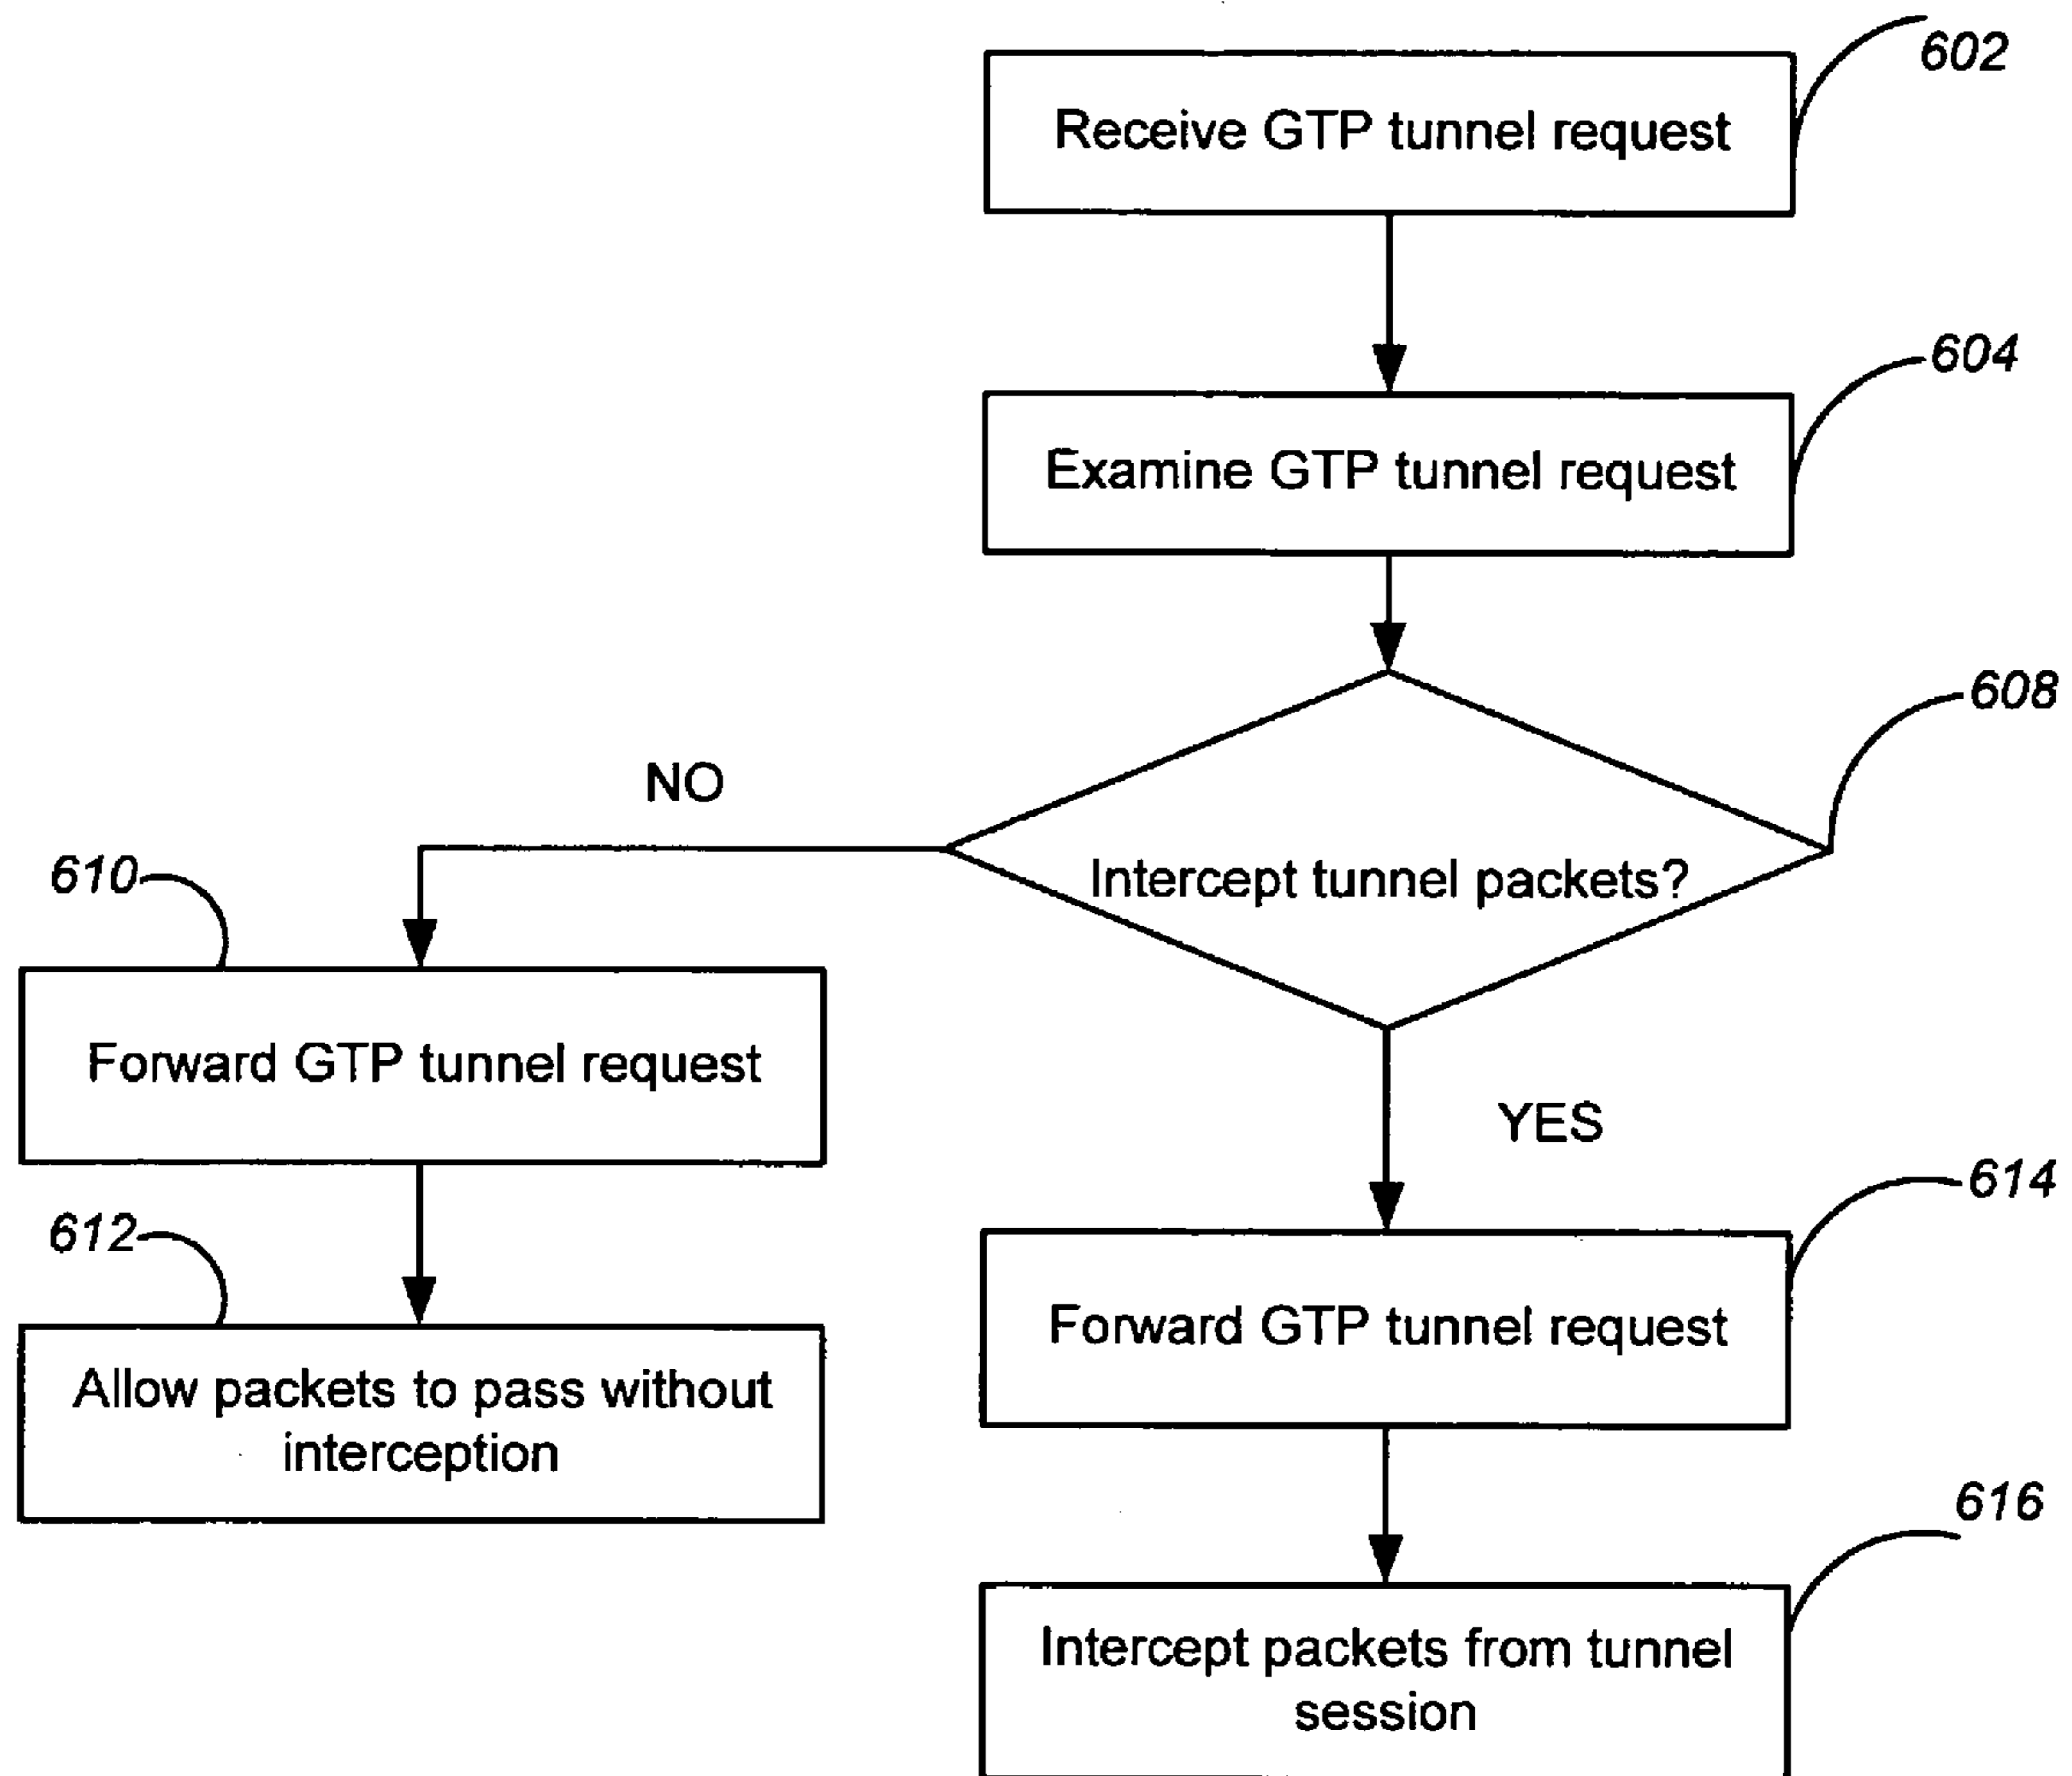 602
Receive GTP tunnel request
604
Examine GTP tunnel request
608
NO
Intercept tunnel packets?
610
Forward GTP tunnel request
YES
614
612
Forward GTP tunnel request
Allow packets to pass without
interception
616
Intercept packets from tunnel
session